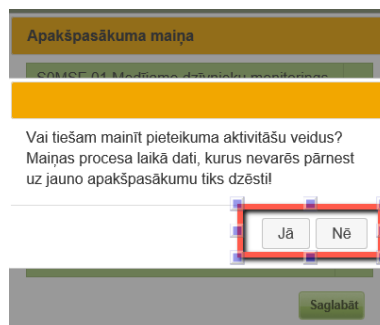 Apakšpasākuma maiņa
Vai tiešam mainīt pieteikuma aktivitāšu veidus?
Maiņas procesa laikā dati, kurus nevarēs pārnest
uz jauno apakšpasākumu tiks dzēsti!
Jā Nē
Saglabāt